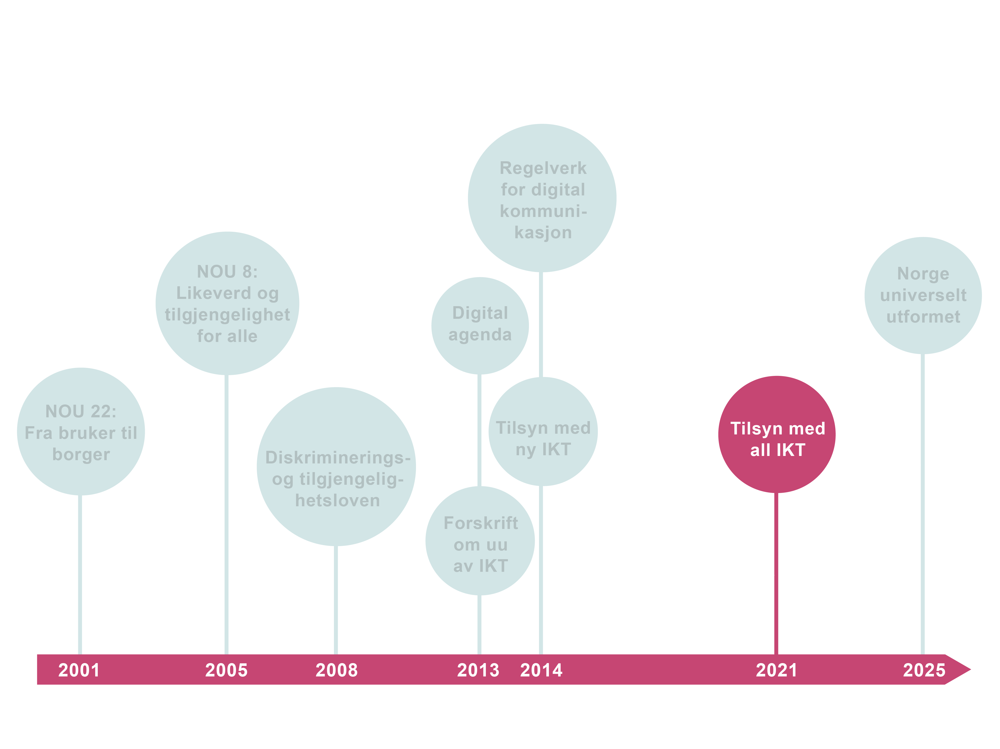 NOU 22:
Fra bruker til
borger
NOU 8:
Likeverd og
tilgjengelighet
for alle
Diskriminerings-
og tilgjengelig-
hetsloven
Digital
agenda
Forskrift
om uu
av IKT
Regelverk
for digital
kommuni-
kasjon
Tilsyn med
ny IKT
Tilsyn med
all IKT
Norge
universelt
utformet
2001 2005 2008 2013 2014 2021 2025